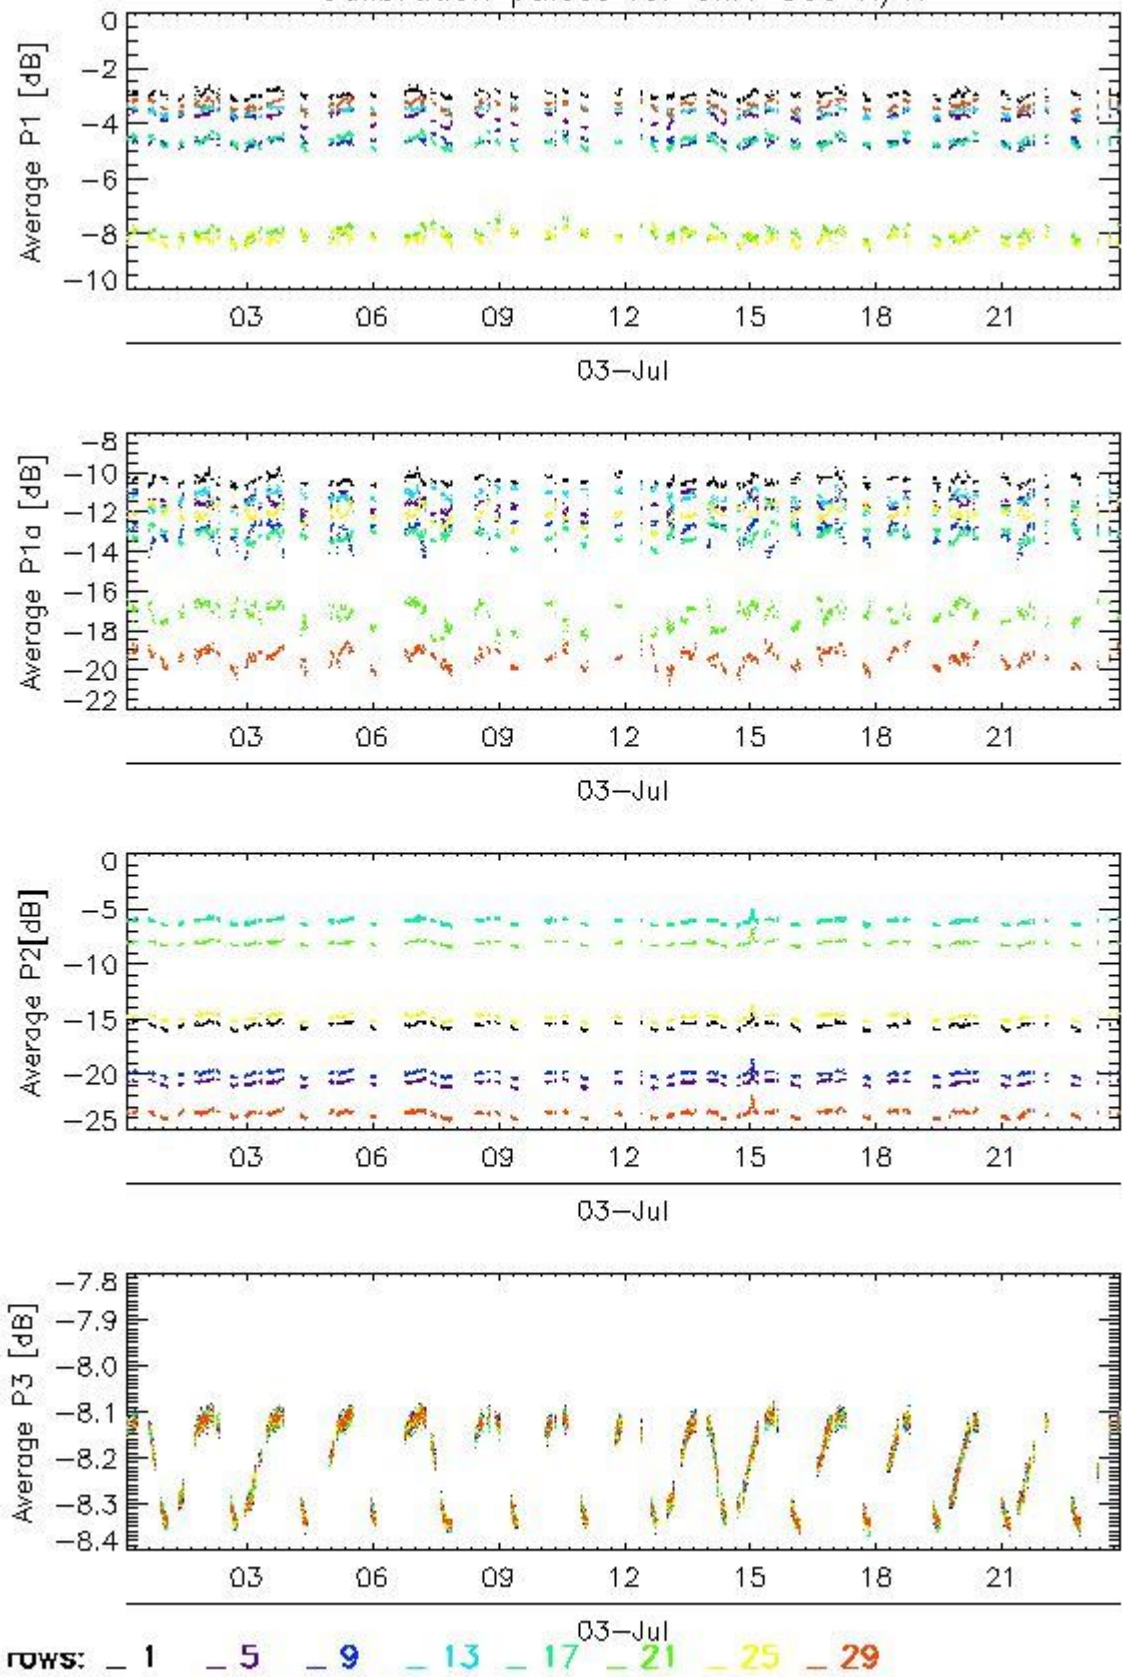 0
-2
-4
-6
-8
-10
Average P1 [dB]
03 06 09 12 15 18 21
03-Jul
-8
-10
-12
-14
-16
-18
-20
-22
Average P1a [dB]
03 06 09 12 15 18 21
03-Jul
0
-5
-10
-15
-20
-25
Average P2[dB]
03 06 09 12 15 18 21
03-Jul
-7.8
-7.9
-8.0
-8.1
-8.2
-8.3
-8.4
Average P3 [dB]
03 06 09 12 15 18 21
03-Jul
rows: _ 1 _ 5 _ 9 _ 13 _ 17 _ 21 _ 25 _ 29